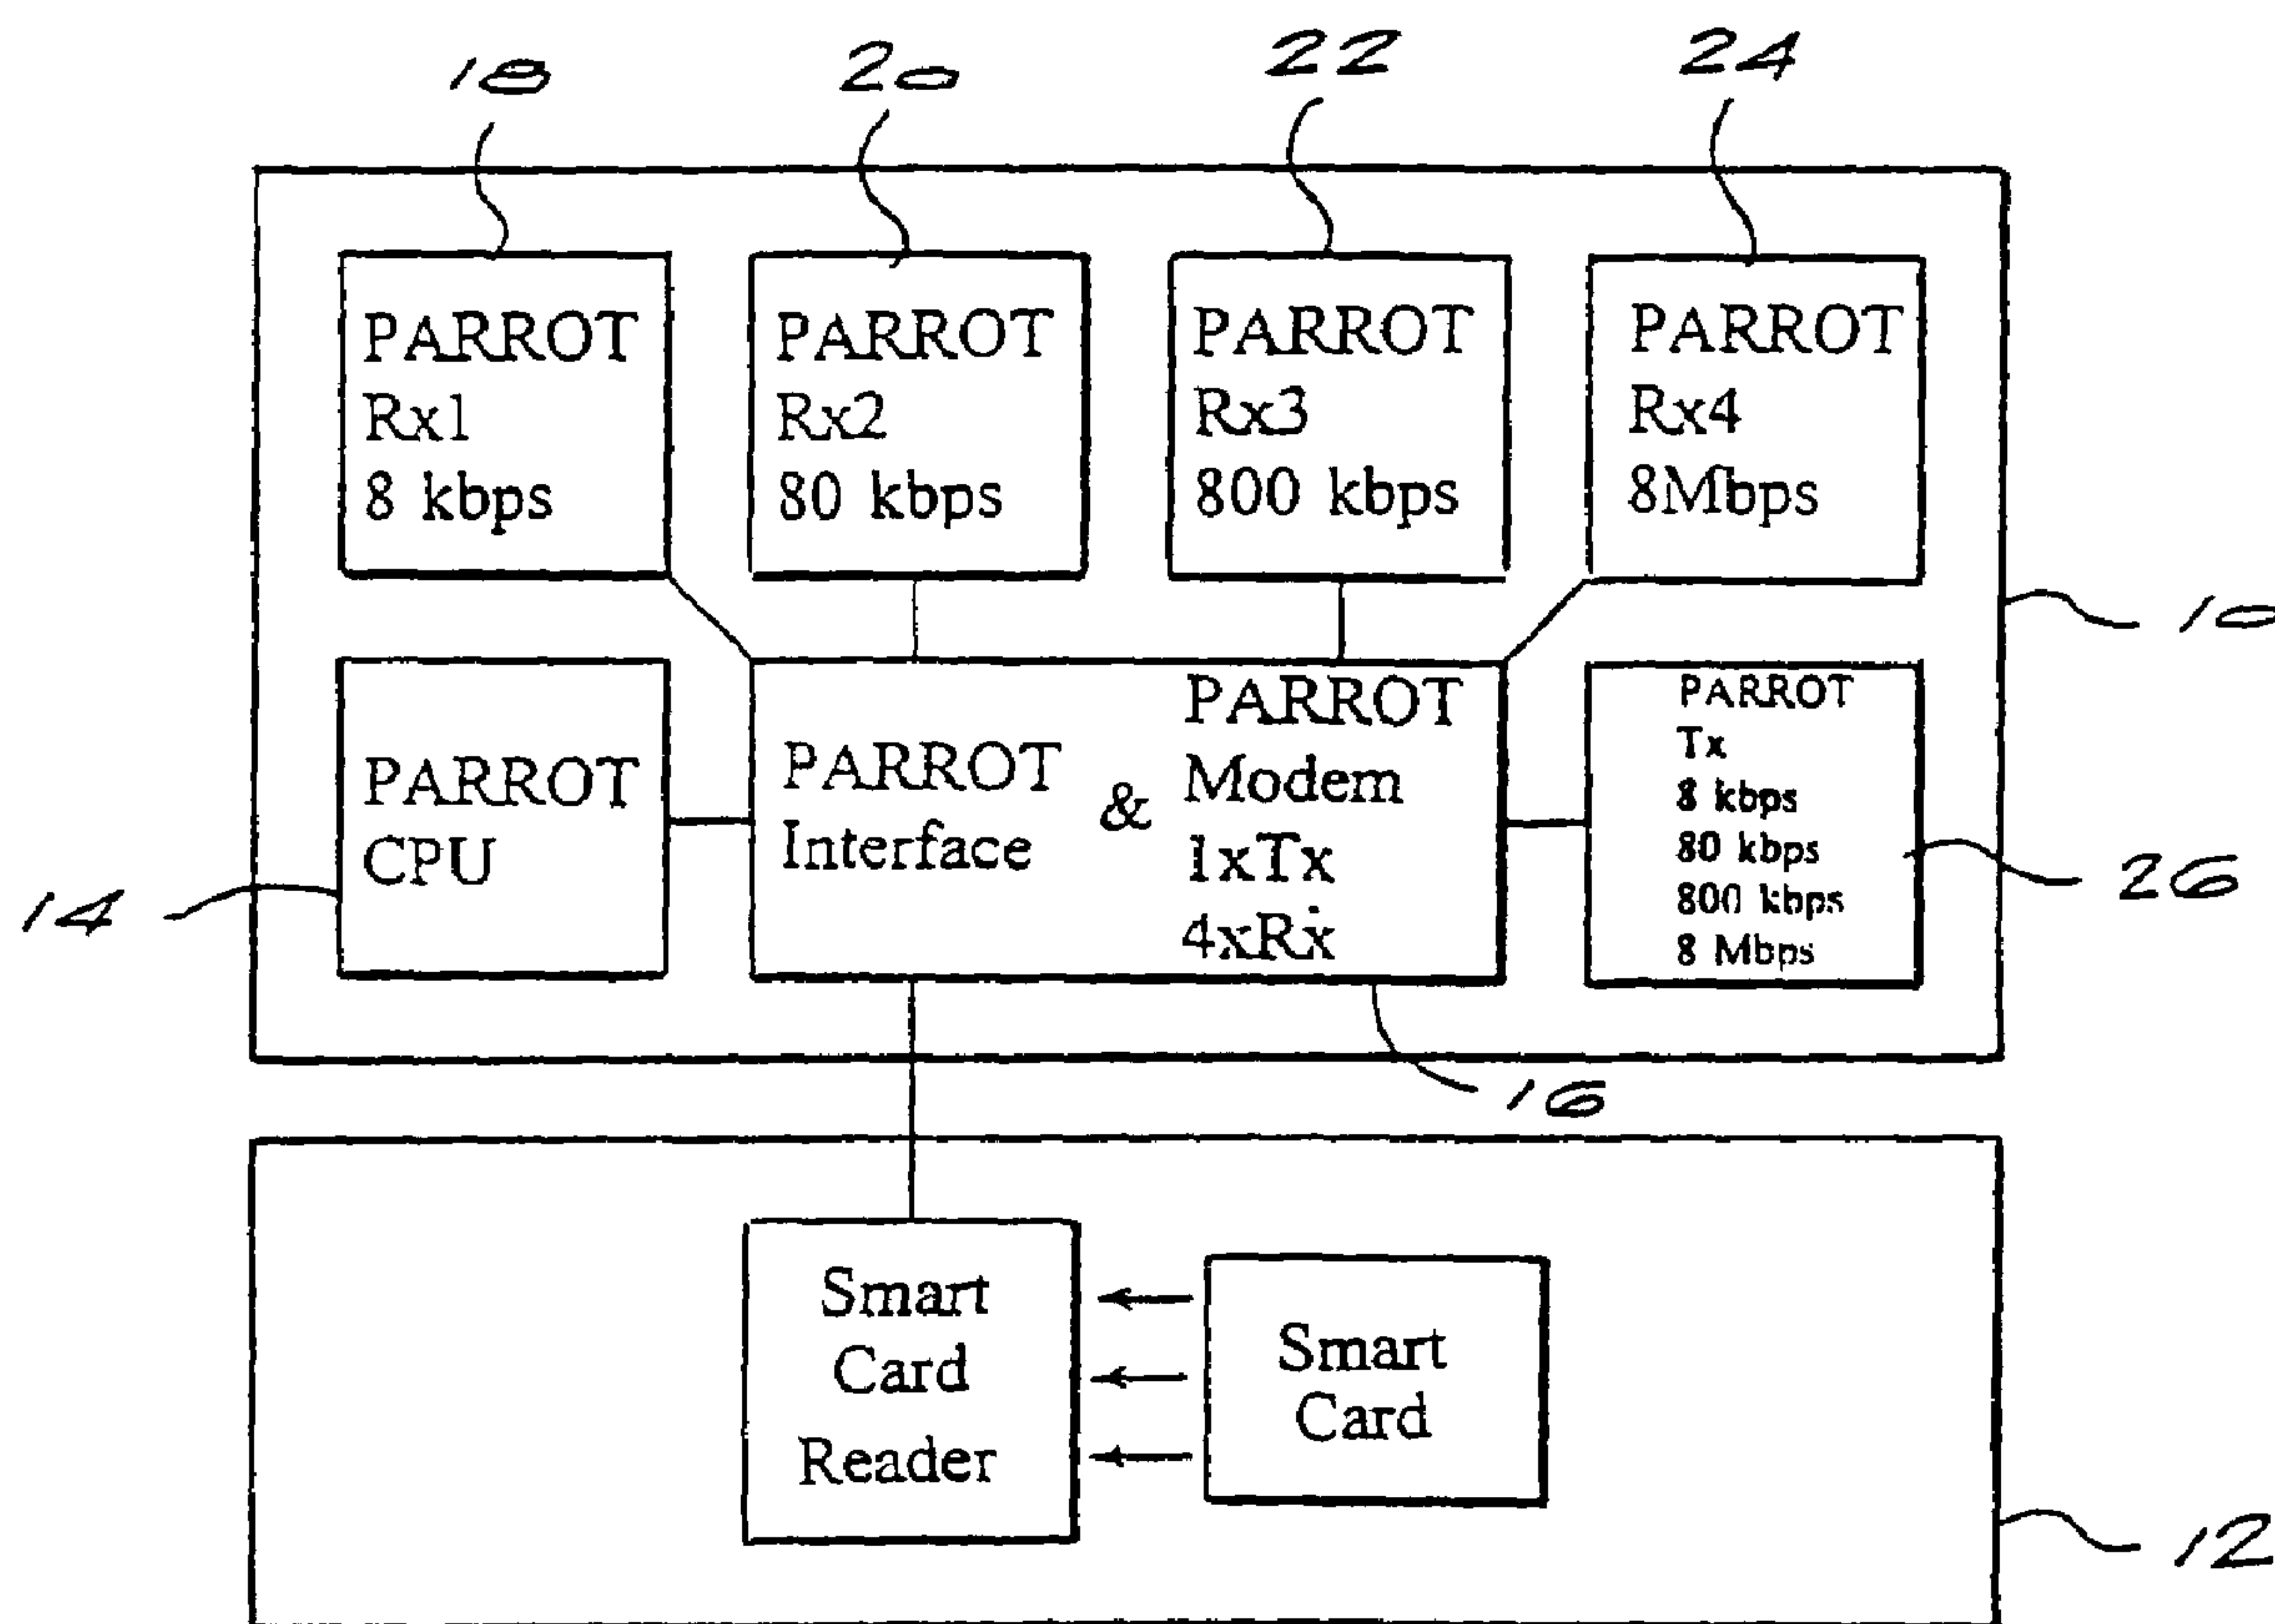 18
20
22
24
PARROT
Rx1
8 kbps
PARROT
Rx2
80 kbps
PARROT
Rx3
800 kbps
PARROT
Rx4
8Mbps
10
PARROT
CPU
14
PARROT
Interface
&
PARROT
Modem
1xTx
4xRx
PARROT
Tx
8 kbps
80 kbps
800 kbps
8 Mbps
26
16
Smart
Card
Reader
Smart
Card
12